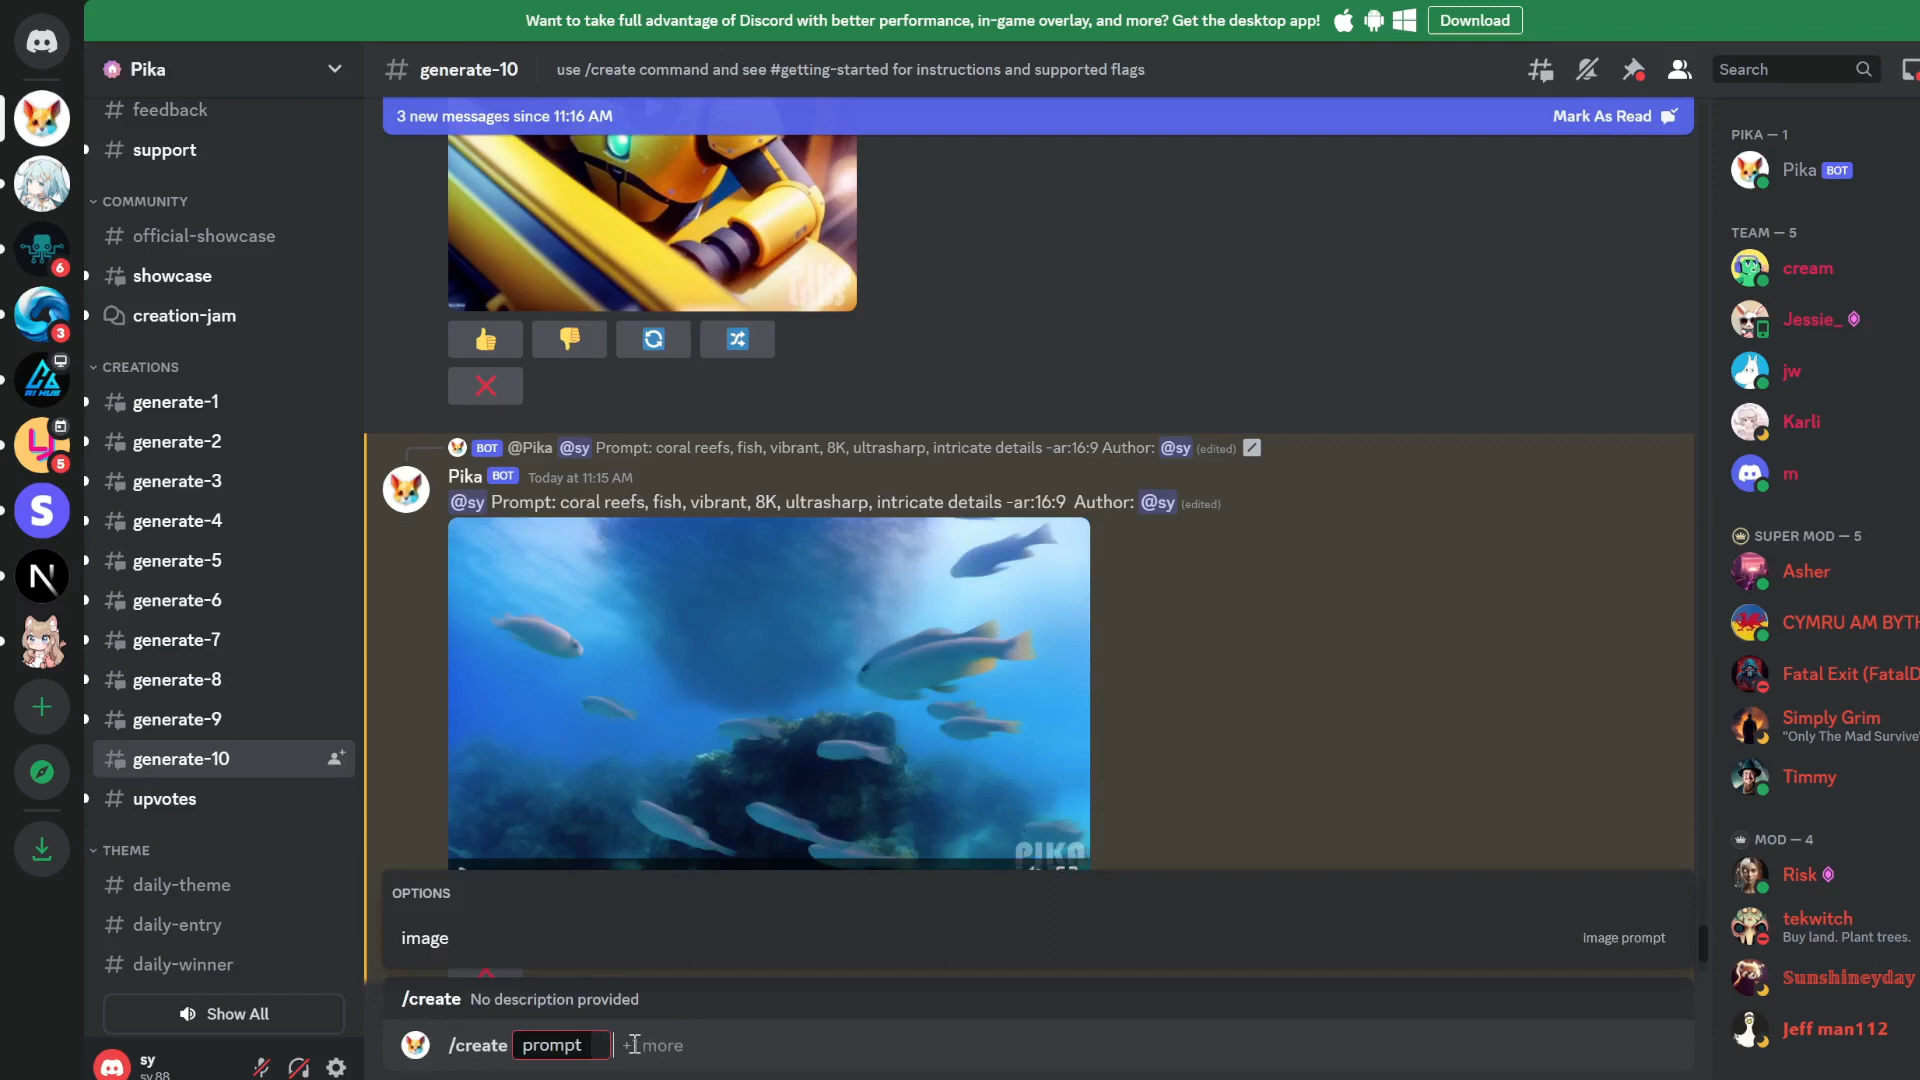 Want to take full advantage of Discord with better performance, in-game overlay, and more? Get the desktop app!
Download
Pika
feedback
support
COMMUNITY
official-showcase
showcase
creation-jam
CREATIONS
generate-1
generate-2
generate-3
generate-4
generate-5
generate-6
generate-7
generate-8
generate-9
generate-10
upvotes
THEME
daily-theme
daily-entry
daily-winner
Show All
sy
sy.88
6
3
AI HUB
5
S
N
generate-10
use /create command and see #getting-started for instructions and supported flags
Search
3 new messages since 11:16 AM
Mark As Read
BOT @Pika @sy Prompt: coral reefs, fish, vibrant, 8K, ultrasharp, intricate details -ar:16:9 Author: @sy (edited)
Pika BOT Today at 11:15 AM
@sy Prompt: coral reefs, fish, vibrant, 8K, ultrasharp, intricate details -ar:16:9 Author: @sy (edited)
PIKA
OPTIONS
image
image prompt
/create No description provided
/create prompt
more
PIKA — 1
Pika BOT
TEAM — 5
cream
Jessie_
jw
Karli
m
SUPER MOD — 5
Asher
CYMRU AM BYTH
Fatal Exit (FatalD
Simply Grim
"Only The Mad Survive'
Timmy
MOD — 4
Risk
tekwitch
Buy land. Plant trees.
Sunshineyday
Jeff man112